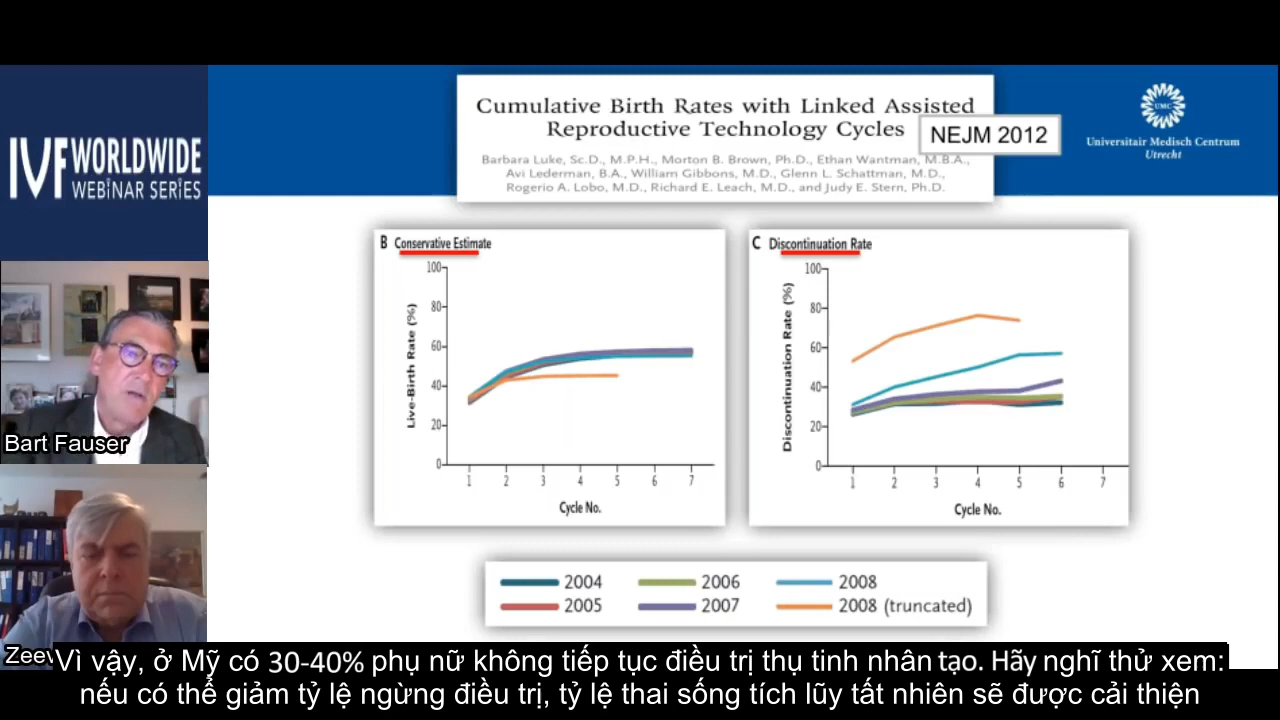 IVF WORLDWIDE
WEBINAR SERIES
Cumulative Birth Rates with Linked Assisted
Reproductive Technology Cycles
NEJM 2012
Barbara Luke, Sc.D., M.P.H., Morton B. Brown, Ph.D., Ethan Wantman, M.B.A.,
Avi Lederman, B.A., William Gibbons, M.D., Glenn L. Schattman, M.D.,
Rogerio A. Lobo, M.D., Richard E. Leach, M.D., and Judy E. Stern, Ph.D.
UMC
Universitair Medisch Centrum
Utrecht
B Conservative Estimate
Live-Birth Rate (%)
100
80
60
40
20
0
1 2 3 4 5 6 7
Cycle No.
C Discontinuation Rate
Discontinuation Rate (%)
100
80
60
40
20
0
1 2 3 4 5 6 7
Cycle No.
2004 2006 2008
2005 2007 2008 (truncated)
Bart Fauser
Zeev
Vì vậy, ở Mỹ có 30-40% phụ nữ không tiếp tục điều trị thụ tinh nhân tạo. Hãy nghĩ thử xem:
nếu có thể giảm tỷ lệ ngừng điều trị, tỷ lệ thai sống tích lũy tất nhiên sẽ được cải thiện